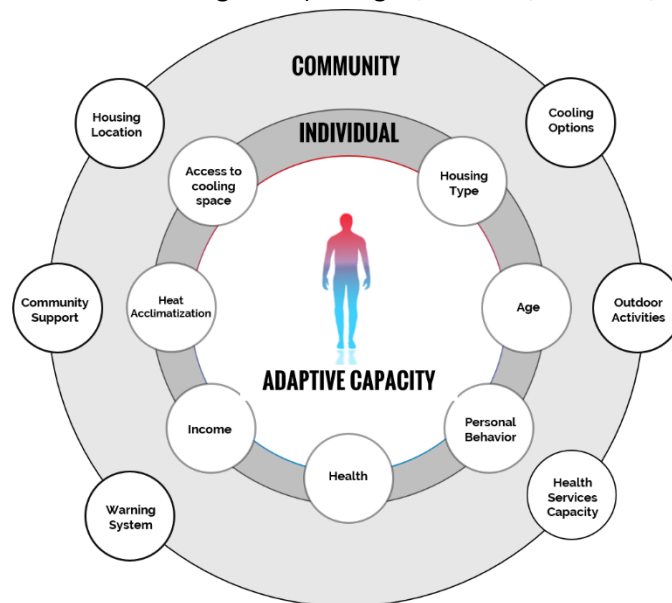 COMMUNITY
INDIVIDUAL
Housing
Location
Cooling
Options
Access to
cooling
space
Housing
Type
Community
Support
Heat
Acclimatization
Age
Outdoor
Activities
ADAPTIVE CAPACITY
Income
Personal
Behavior
Health
Warning
System
Health
Services
Capacity